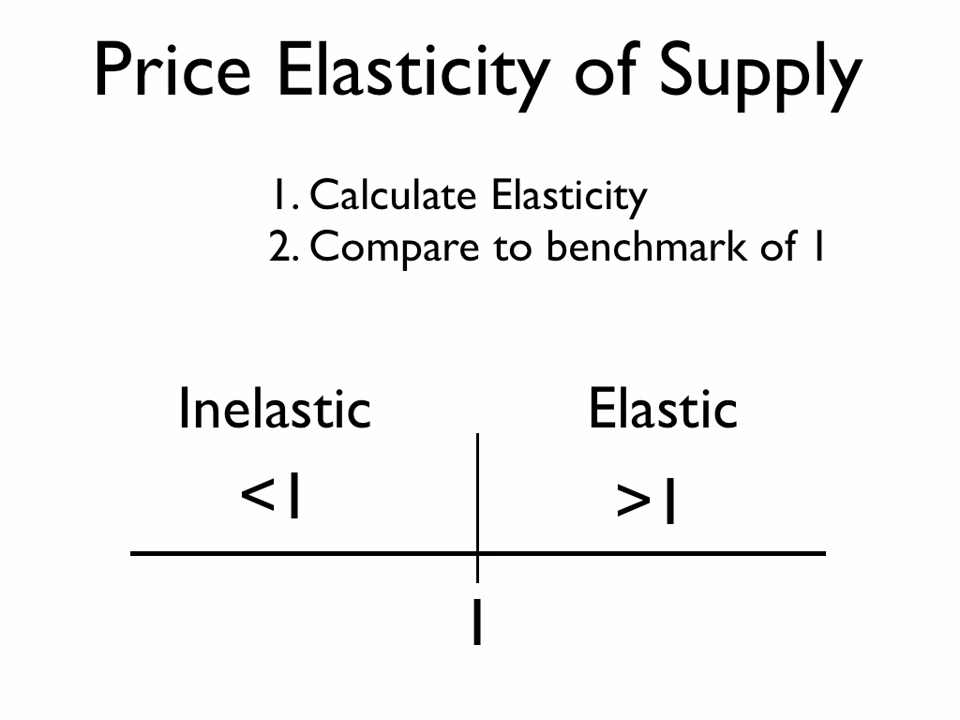 Price Elasticity of Supply
1. Calculate Elasticity
2. Compare to benchmark of 1
Inelastic Elastic
<1 >1
1